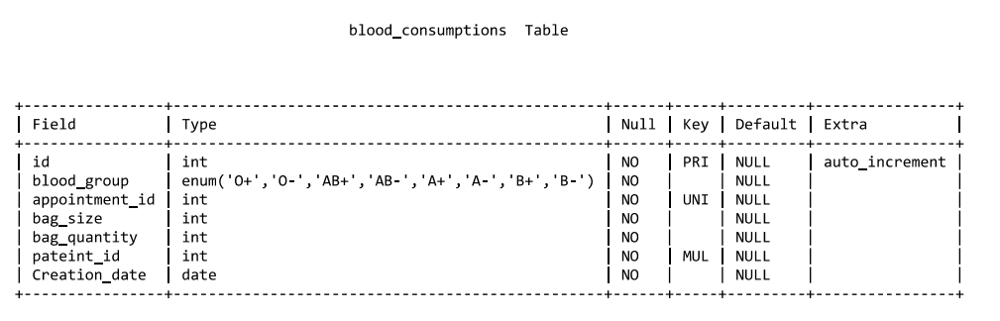 blood_consumptions Table
+----------------+------------------------------------------------+------+-----+---------+----------------+
| Field | Type | Null | Key | Default | Extra |
+----------------+------------------------------------------------+------+-----+---------+----------------+
| id | int | NO | PRI | NULL | auto_increment |
| blood_group | enum('O+','O-','AB+','AB-','A+','A-','B+','B-') | NO | | NULL | |
| appointment_id | int | NO | UNI | NULL | |
| bag_size | int | NO | | NULL | |
| bag_quantity | int | NO | | NULL | |
| pateint_id | int | NO | MUL | NULL | |
| Creation_date | date | NO | | NULL | |
+----------------+------------------------------------------------+------+-----+---------+----------------+